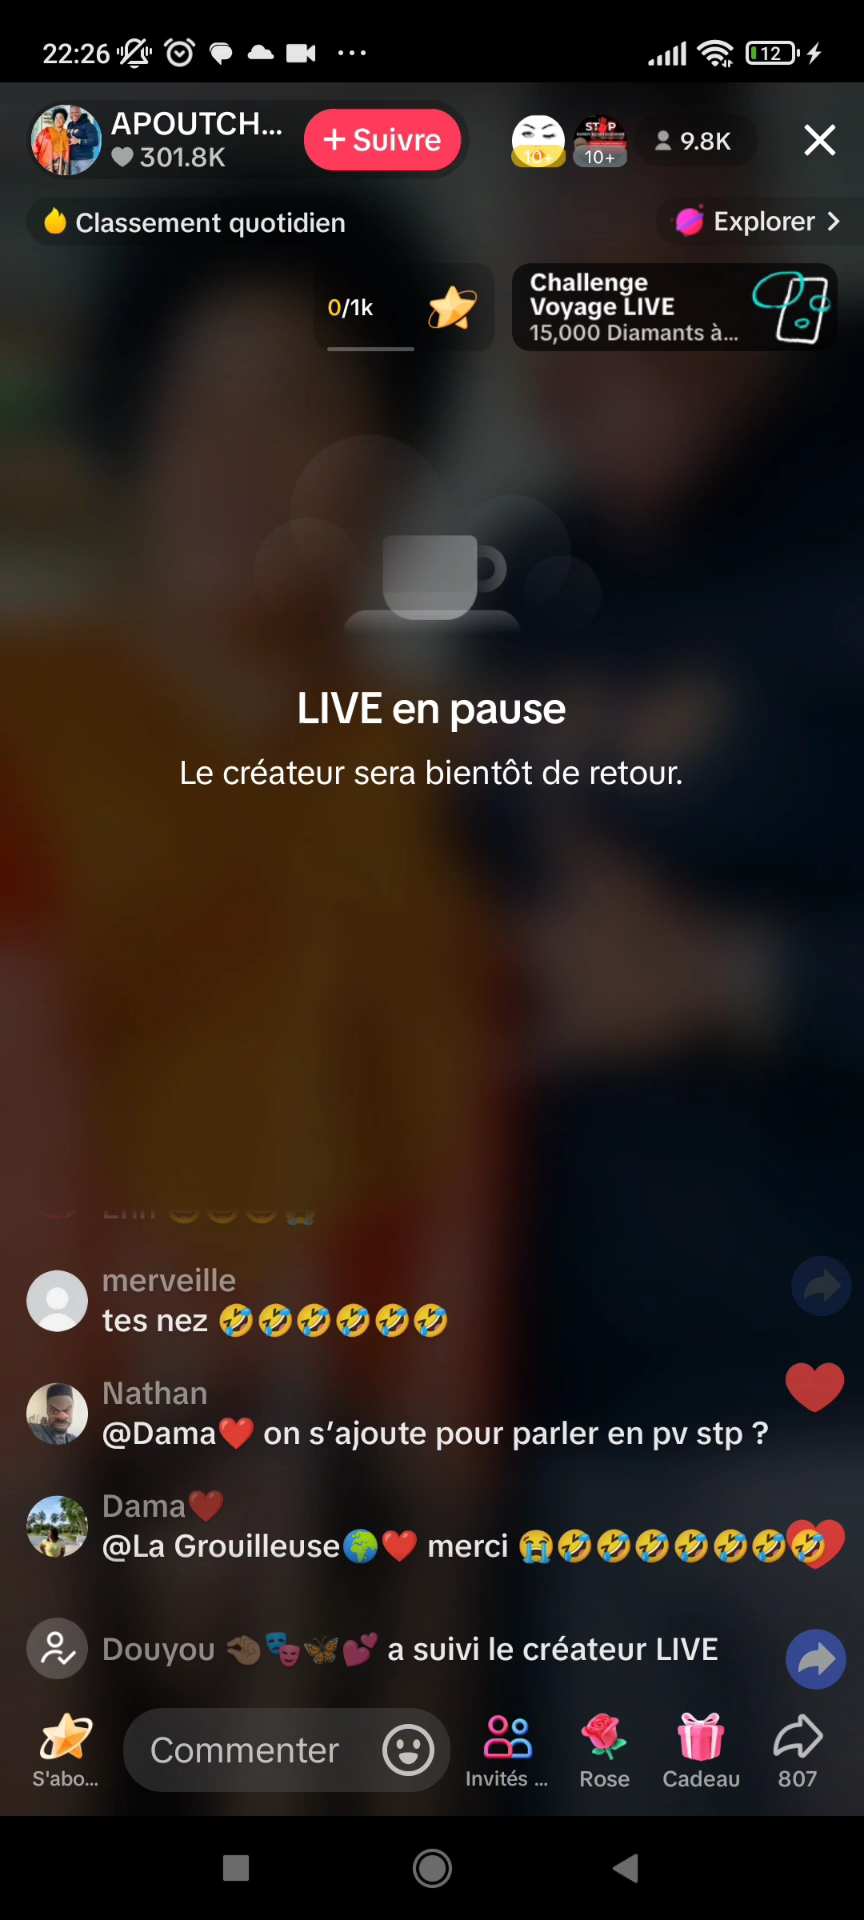 22:26
12
APOUTCH...
301.8K
+ Suivre
10+
STOP
10+
9.8K
Classement quotidien
Explorer
0/1k
Challenge
Voyage LIVE
15,000 Diamants à...
LIVE en pause
Le créateur sera bientôt de retour.
merveille
tes nez 🤣🤣🤣🤣🤣🤣
Nathan
@Dama❤️ on s’ajoute pour parler en pv stp ?
Dama❤️
@La Grouilleuse🌍❤️ merci 😭🤣🤣🤣🤣🤣🤣🤣
Douyou 🤏🏽🎭🦋💕 a suivi le créateur LIVE
S'abo...
Commenter
Invités ...
Rose
Cadeau
807